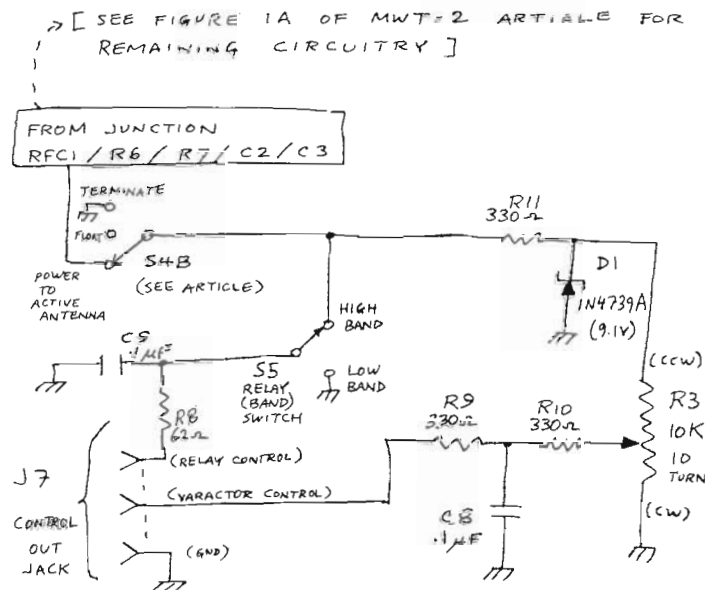 [ SEE FIGURE 1A OF MWT-2 ARTICLE FOR
REMAINING CIRCUITRY ]
FROM JUNCTION
RFC1 / R6 / R7 / C2 / C3
TERMINATE
FLOAT
S4B
(SEE ARTICLE)
POWER
TO
ACTIVE
ANTENNA
R11
330Ω
D1
1N4739A
(9.1V)
HIGH
BAND
C9
.1µF
S5
RELAY
(BAND)
SWITCH
LOW
BAND
(CCW)
R3
10K
10
TURN
(CW)
R8
62Ω
R9
330Ω
R10
330Ω
J7
CONTROL
OUT
JACK
(RELAY CONTROL)
(VARACTOR CONTROL)
(GND)
C8
.1µF